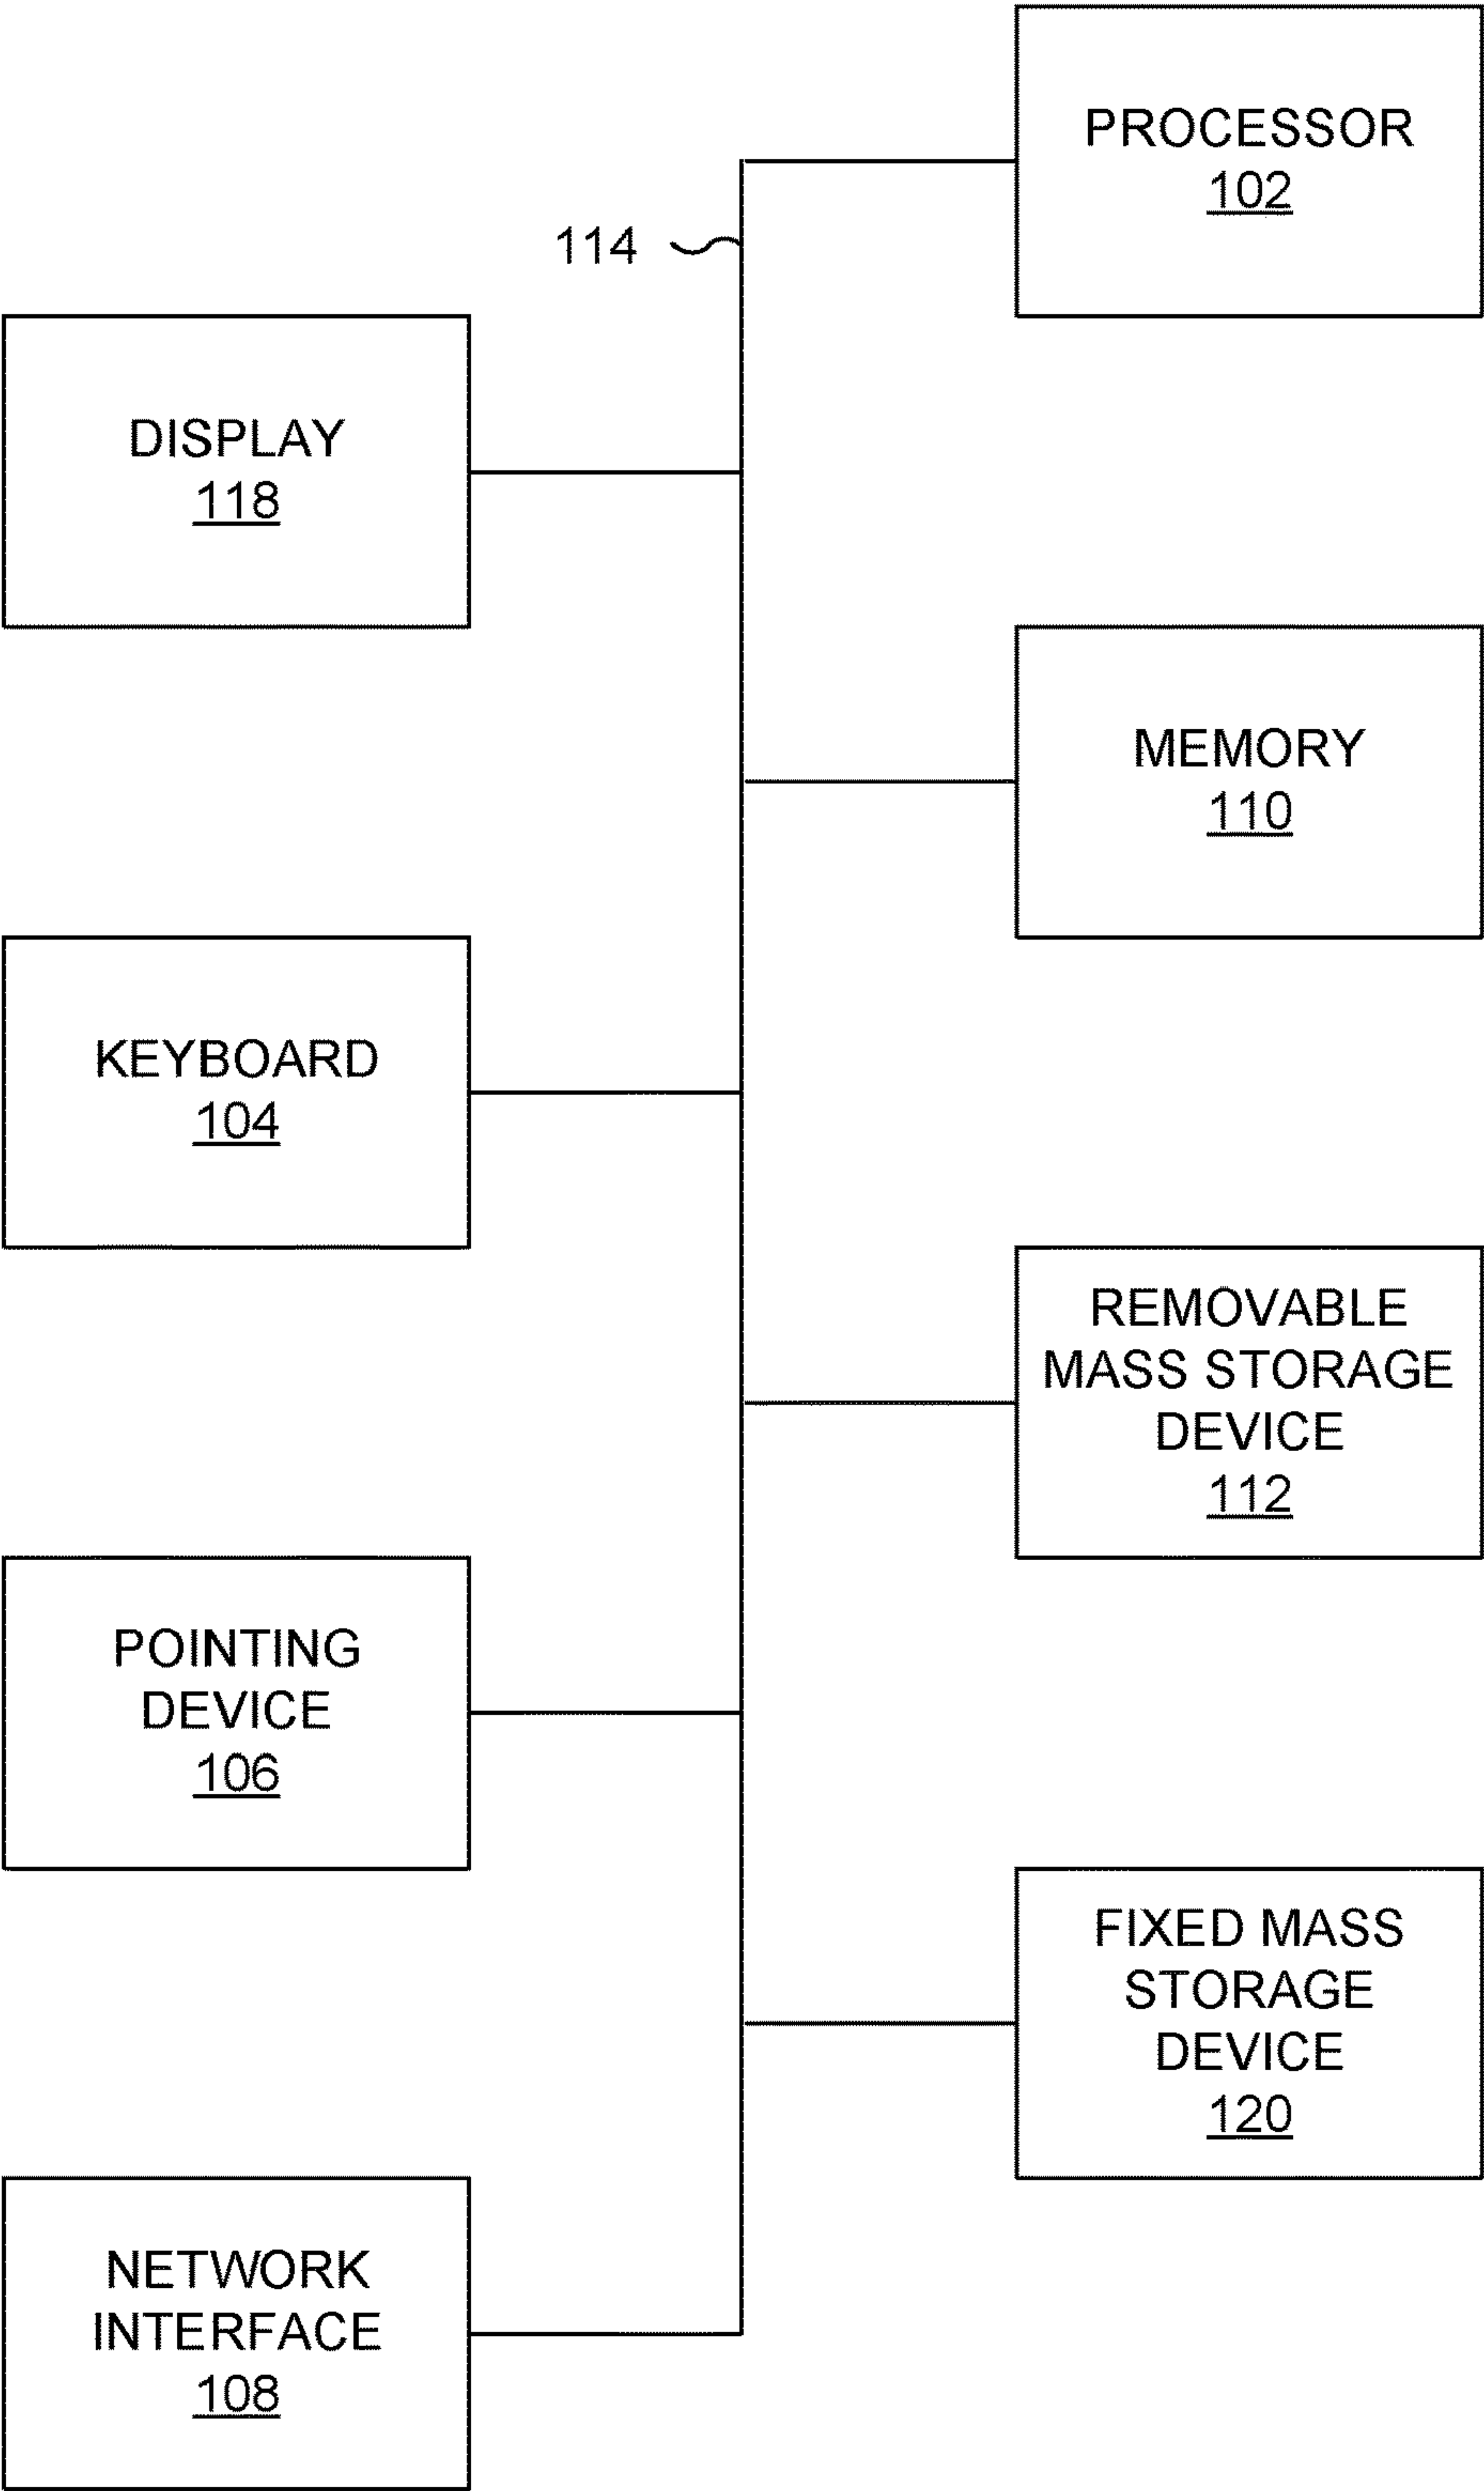 PROCESSOR
102
114
DISPLAY
118
MEMORY
110
KEYBOARD
104
REMOVABLE
MASS STORAGE
DEVICE
112
POINTING
DEVICE
106
FIXED MASS
STORAGE
DEVICE
120
NETWORK
INTERFACE
108